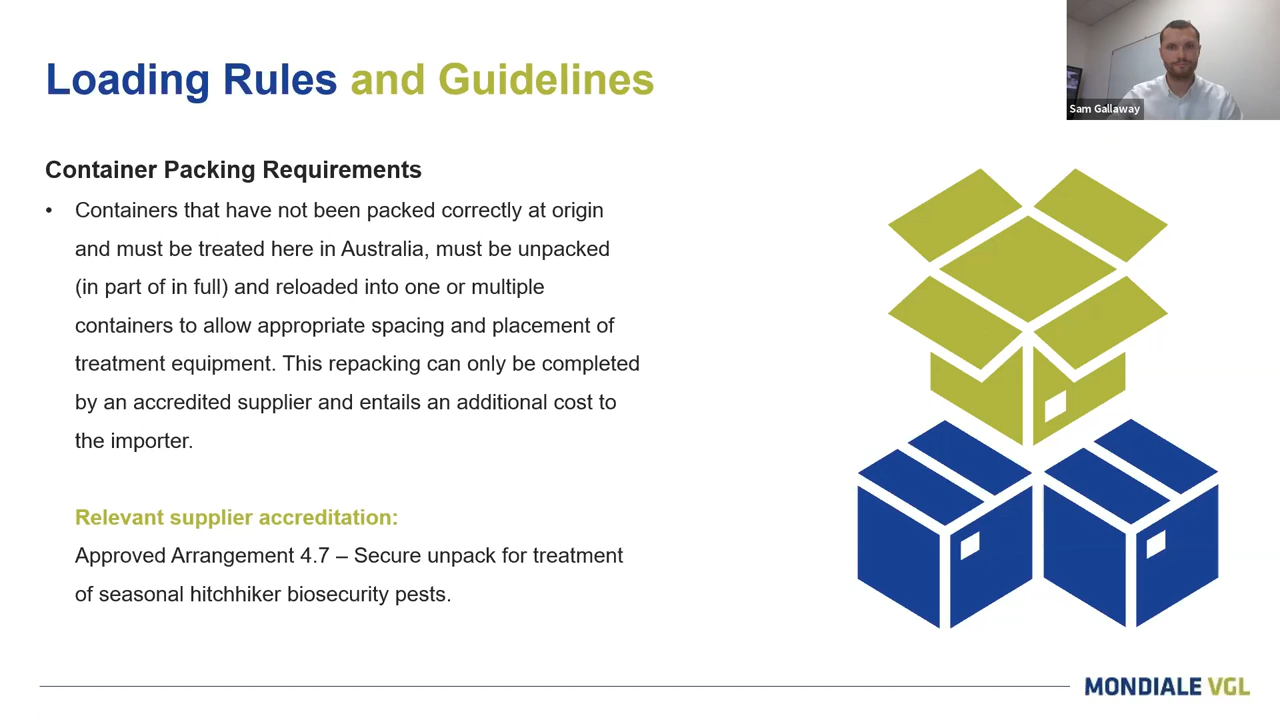 Loading Rules and Guidelines
Sam Gallaway
Container Packing Requirements
• Containers that have not been packed correctly at origin
and must be treated here in Australia, must be unpacked
(in part of in full) and reloaded into one or multiple
containers to allow appropriate spacing and placement of
treatment equipment. This repacking can only be completed
by an accredited supplier and entails an additional cost to
the importer.
Relevant supplier accreditation:
Approved Arrangement 4.7 – Secure unpack for treatment
of seasonal hitchhiker biosecurity pests.
MONDIALE VGL